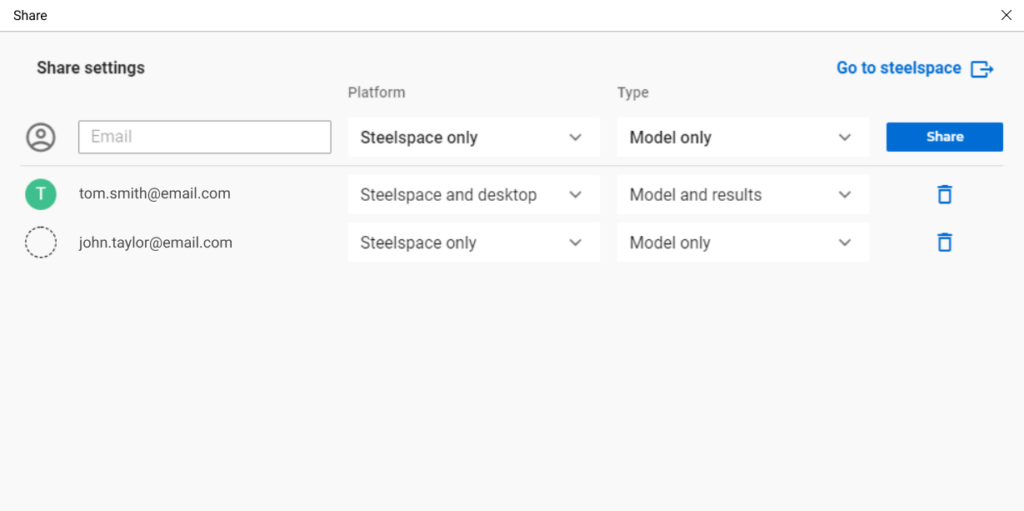 Share
Share settings
Go to steelspace
Platform Type
Email Steelspace only Model only Share
T tom.smith@email.com Steelspace and desktop Model and results
john.taylor@email.com Steelspace only Model only